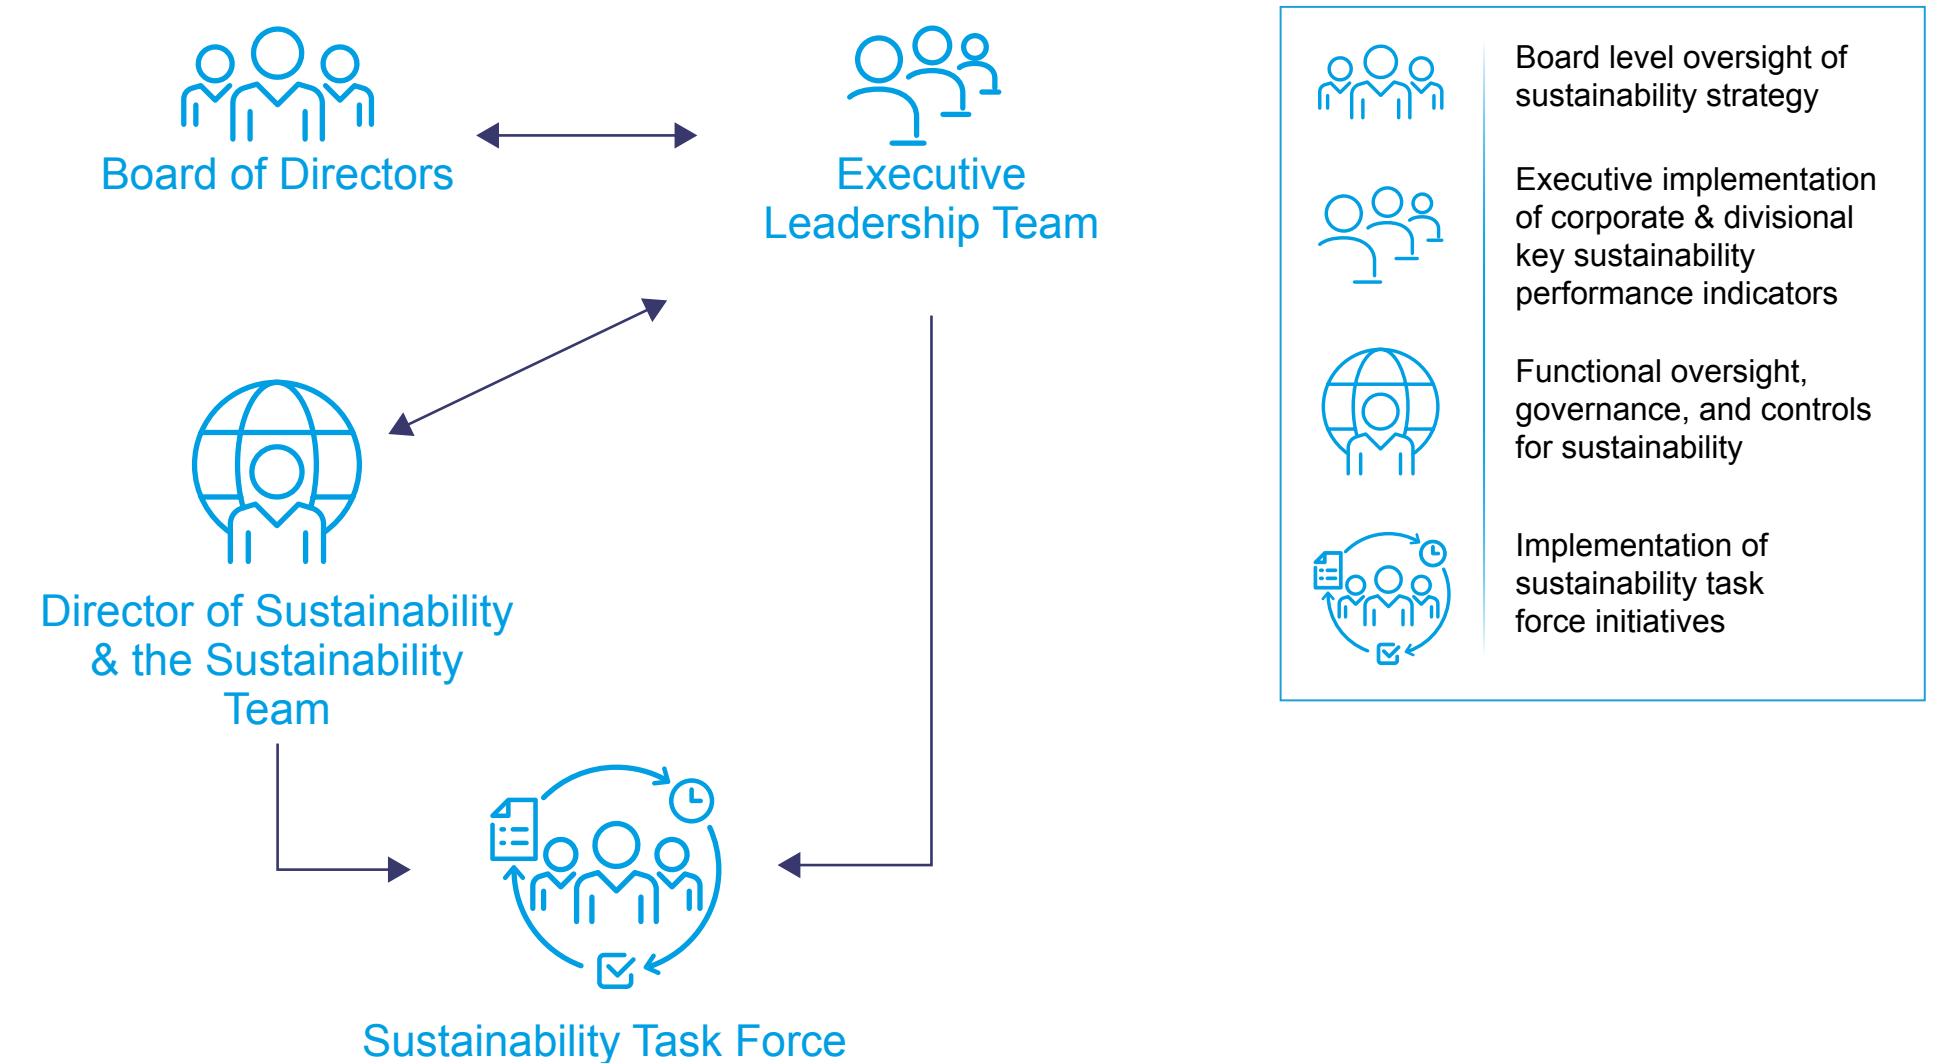 Board of Directors
Executive
Leadership Team
Director of Sustainability
& the Sustainability
Team
Sustainability Task Force
Board level oversight of
sustainability strategy
Executive implementation
of corporate & divisional
key sustainability
performance indicators
Functional oversight,
governance, and controls
for sustainability
Implementation of
sustainability task
force initiatives